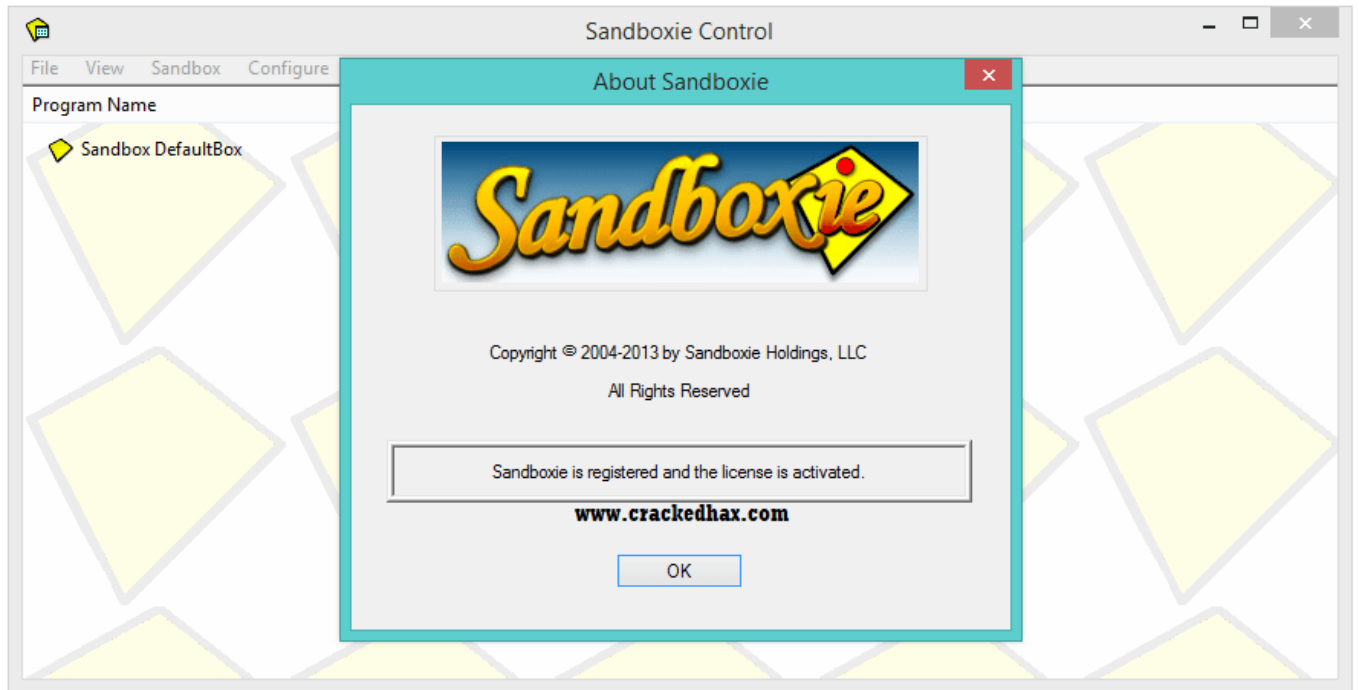 Sandboxie Control
File View Sandbox Configure
About Sandboxie
Program Name
Sandbox DefaultBox
Sandboxie
Copyright © 2004-2013 by Sandboxie Holdings, LLC
All Rights Reserved
Sandboxie is registered and the license is activated.
www.crackedhax.com
OK